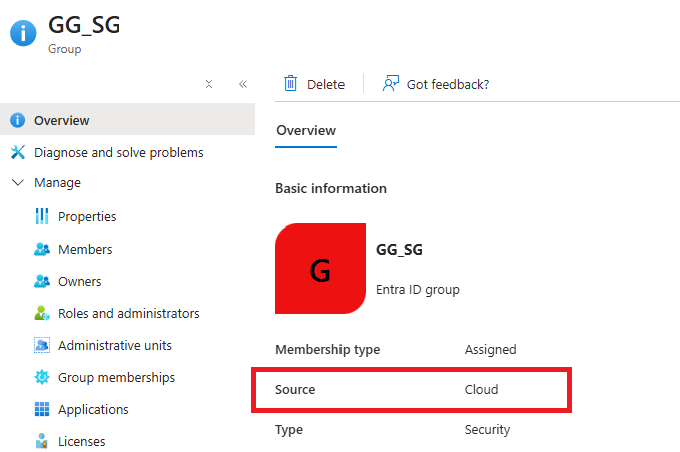 GG_SG
Group
Delete
Got feedback?
Overview
Diagnose and solve problems
Manage
Properties
Members
Owners
Roles and administrators
Administrative units
Group memberships
Applications
Licenses
Overview
Basic information
G
GG_SG
Entra ID group
Membership type Assigned
Source Cloud
Type Security